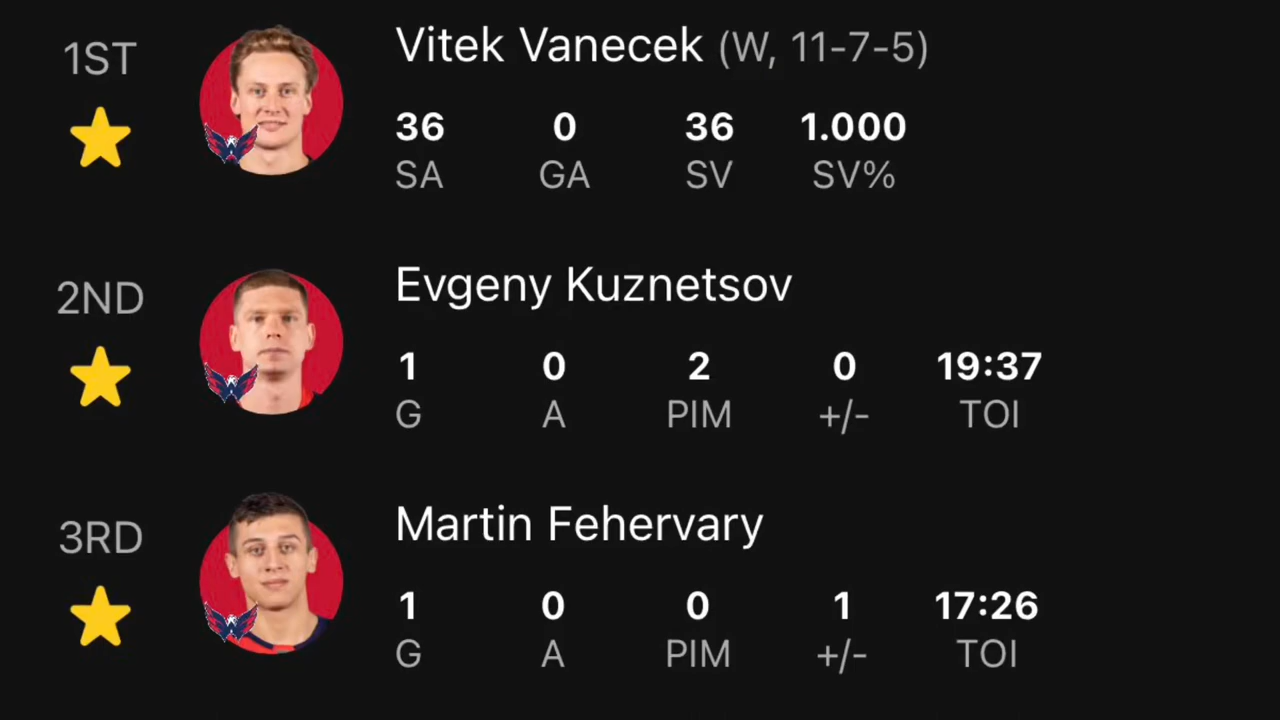 1ST
Vitek Vanecek (W, 11-7-5)
36 0 36 1.000
SA GA SV SV%
2ND
Evgeny Kuznetsov
1 0 2 0 19:37
G A PIM +/- TOI
3RD
Martin Fehervary
1 0 0 1 17:26
G A PIM +/- TOI